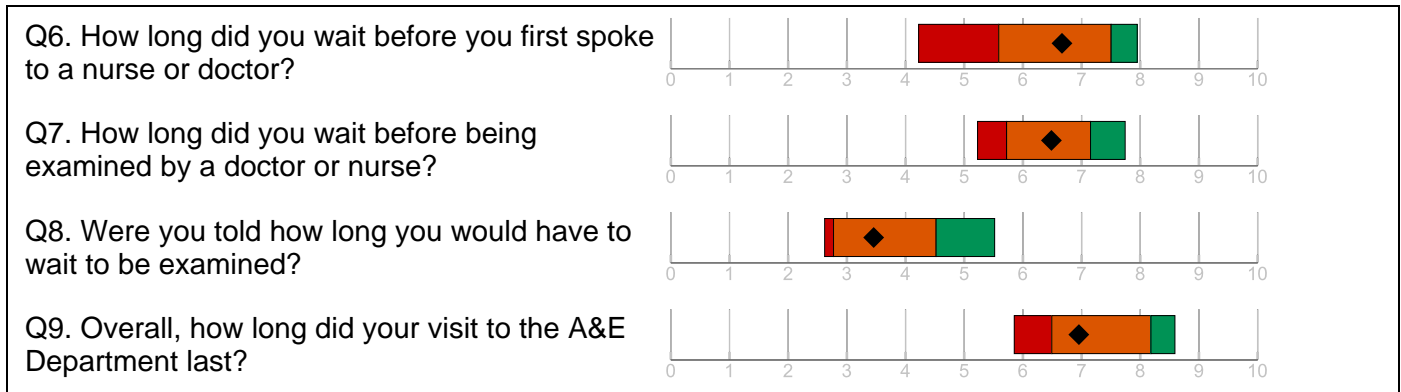 Q6. How long did you wait before you first spoke
to a nurse or doctor?
0 1 2 3 4 5 6 7 8 9 10
Q7. How long did you wait before being
examined by a doctor or nurse?
0 1 2 3 4 5 6 7 8 9 10
Q8. Were you told how long you would have to
wait to be examined?
0 1 2 3 4 5 6 7 8 9 10
Q9. Overall, how long did your visit to the A&E
Department last?
0 1 2 3 4 5 6 7 8 9 10